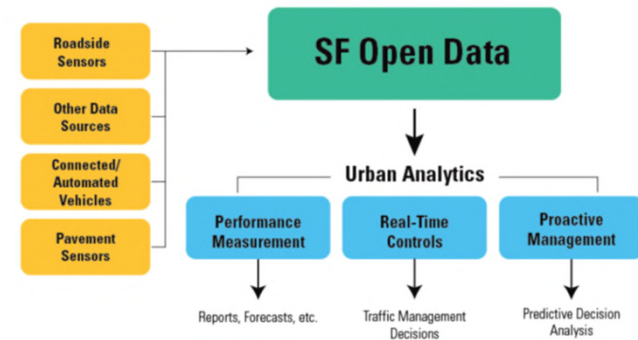 Roadside
Sensors
Other Data
Sources
Connected/
Automated
Vehicles
Pavement
Sensors
SF Open Data
Urban Analytics
Performance
Measurement
Real-Time
Controls
Proactive
Management
Reports, Forecasts, etc.
Traffic Management
Decisions
Predictive Decision
Analysis